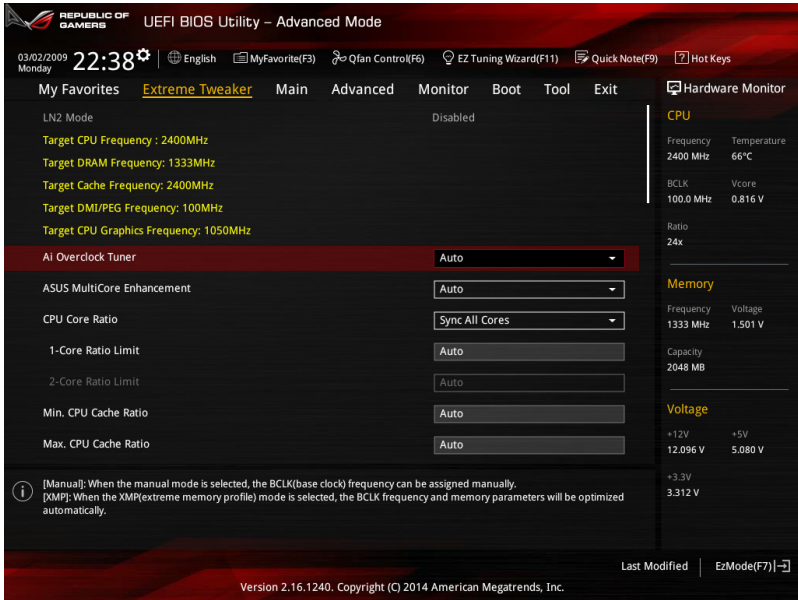 REPUBLIC OF
GAMERS
UEFI BIOS Utility – Advanced Mode
03/02/2009
Monday
22:38
English
MyFavorite(F3)
Qfan Control(F6)
EZ Tuning Wizard(F11)
Quick Note(F9)
? Hot Keys
My Favorites
Extreme Tweaker
Main
Advanced
Monitor
Boot
Tool
Exit
LN2 Mode Disabled
Target CPU Frequency : 2400MHz
Target DRAM Frequency: 1333MHz
Target Cache Frequency: 2400MHz
Target DMI/PEG Frequency: 100MHz
Target CPU Graphics Frequency: 1050MHz
Ai Overclock Tuner Auto
ASUS MultiCore Enhancement Auto
CPU Core Ratio Sync All Cores
1-Core Ratio Limit Auto
2-Core Ratio Limit Auto
Min. CPU Cache Ratio Auto
Max. CPU Cache Ratio Auto
[Manual]: When the manual mode is selected, the BCLK(base clock) frequency can be assigned manually.
[XMP]: When the XMP(extreme memory profile) mode is selected, the BCLK frequency and memory parameters will be optimized
automatically.
Hardware Monitor
CPU
Frequency Temperature
2400 MHz 66°C
BCLK Vcore
100.0 MHz 0.816 V
Ratio
24x
Memory
Frequency Voltage
1333 MHz 1.501 V
Capacity
2048 MB
Voltage
+12V +5V
12.096 V 5.080 V
+3.3V
3.312 V
Last Modified
EzMode(F7)
Version 2.16.1240. Copyright (C) 2014 American Megatrends, Inc.